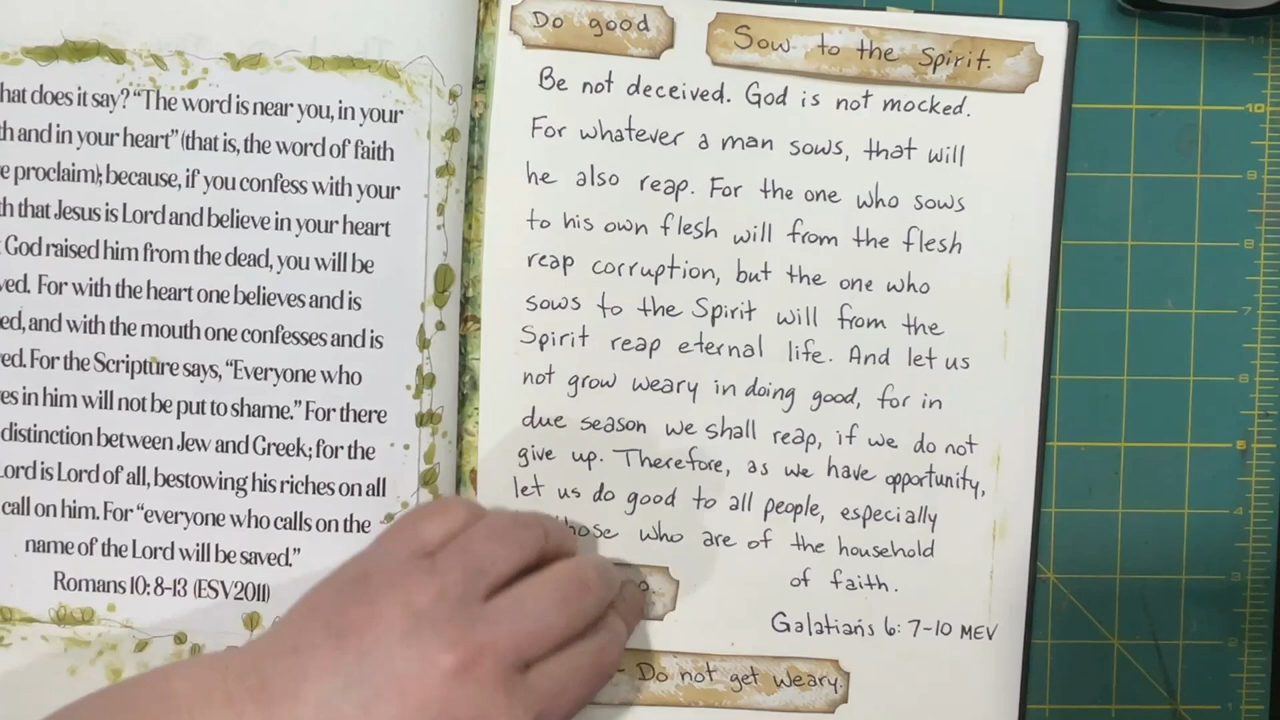 hat does it say? “The word is near you, in your
h and in your heart” (that is, the word of faith
e proclaim); because, if you confess with your
h that Jesus is Lord and believe in your heart
God raised him from the dead, you will be
ved. For with the heart one believes and is
ed, and with the mouth one confesses and is
ed. For the Scripture says, “Everyone who
es in him will not be put to shame.” For there
distinction between Jew and Greek; for the
Lord is Lord of all, bestowing his riches on all
call on him. For “everyone who calls on the
name of the Lord will be saved.”
Romans 10: 8-13 (ESV2011)
Do good
Sow to the Spirit.
Be not deceived. God is not mocked.
For whatever a man sows, that will
he also reap. For the one who sows
to his own flesh will from the flesh
reap corruption, but the one who
sows to the Spirit will from the
Spirit reap eternal life. And let us
not grow weary in doing good, for in
due season we shall reap, if we do not
give up. Therefore, as we have opportunity,
let us do good to all people, especially
hose who are of the household
of faith.
Galatians 6: 7-10 MEV
- Do not get weary.
10
9
8
7
6
5
4
3
2
1